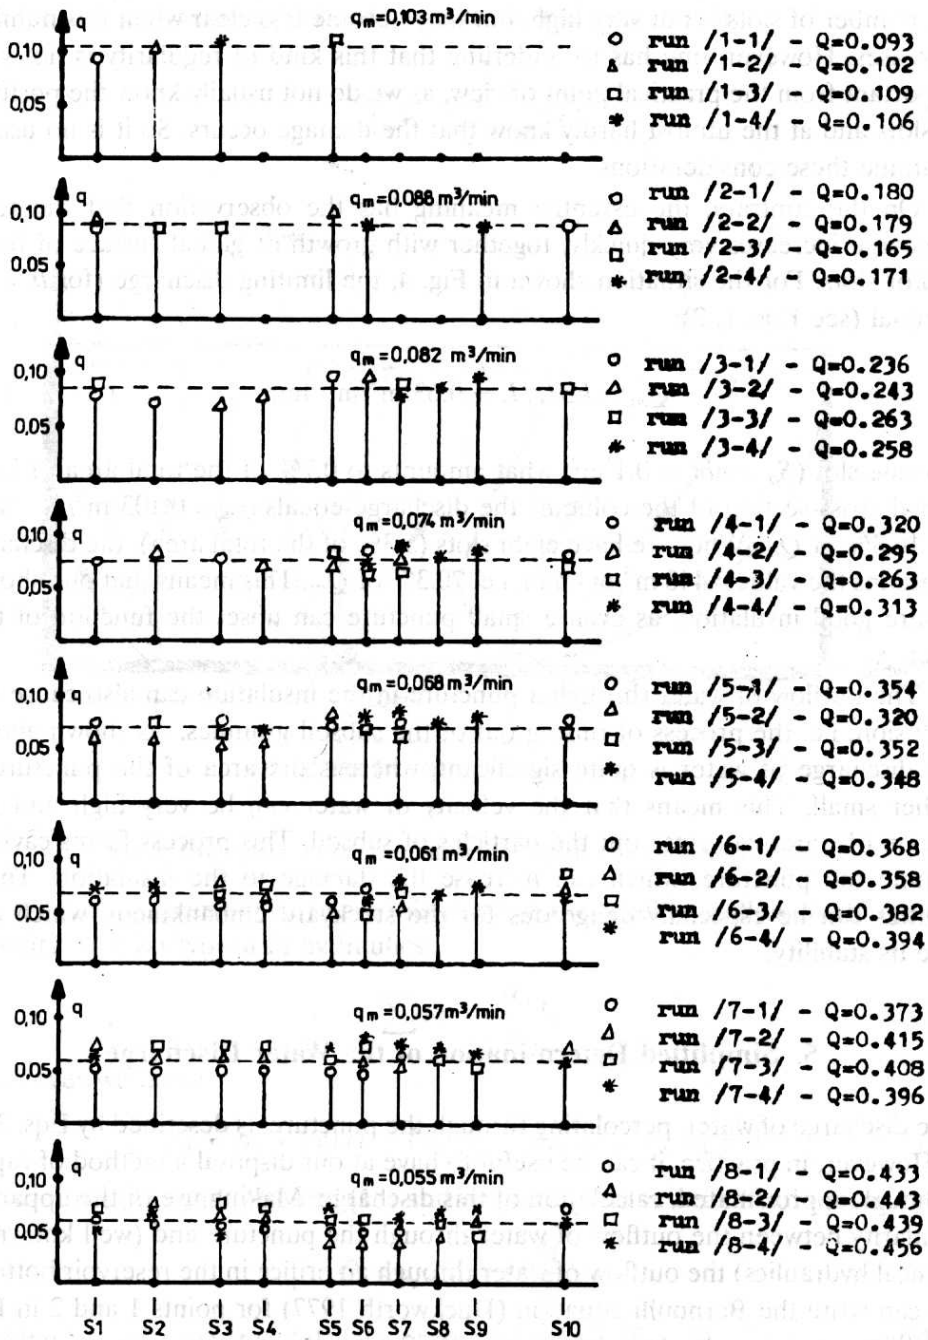 q
q m=0,103 m³/min
0,10
0,05
○ run /1-1/ - Q=0.093
△ run /1-2/ - Q=0.102
□ run /1-3/ - Q=0.109
* run /1-4/ - Q=0.106
q
q m=0,088 m³/min
0,10
0,05
○ run /2-1/ - Q=0.180
△ run /2-2/ - Q=0.179
□ run /2-3/ - Q=0.165
* run /2-4/ - Q=0.171
q
q m=0,082 m³/min
0,10
0,05
○ run /3-1/ - Q=0.236
△ run /3-2/ - Q=0.243
□ run /3-3/ - Q=0.263
* run /3-4/ - Q=0.258
q
q m=0,074 m³/min
0,10
0,05
○ run /4-1/ - Q=0.320
△ run /4-2/ - Q=0.295
□ run /4-3/ - Q=0.263
* run /4-4/ - Q=0.313
q
q m=0,068 m³/min
0,10
0,05
○ run /5-1/ - Q=0.354
△ run /5-2/ - Q=0.320
□ run /5-3/ - Q=0.352
* run /5-4/ - Q=0.348
q
q m=0,061 m³/min
0,10
0,05
○ run /6-1/ - Q=0.368
△ run /6-2/ - Q=0.358
□ run /6-3/ - Q=0.382
* run /6-4/ - Q=0.394
q
q m=0,057 m³/min
0,10
0,05
○ run /7-1/ - Q=0.373
△ run /7-2/ - Q=0.415
□ run /7-3/ - Q=0.408
* run /7-4/ - Q=0.396
q
q m=0,055 m³/min
0,10
0,05
○ run /8-1/ - Q=0.433
△ run /8-2/ - Q=0.443
□ run /8-3/ - Q=0.439
* run /8-4/ - Q=0.456
S1 S2 S3 S4 S5 S6 S7 S8 S9 S10